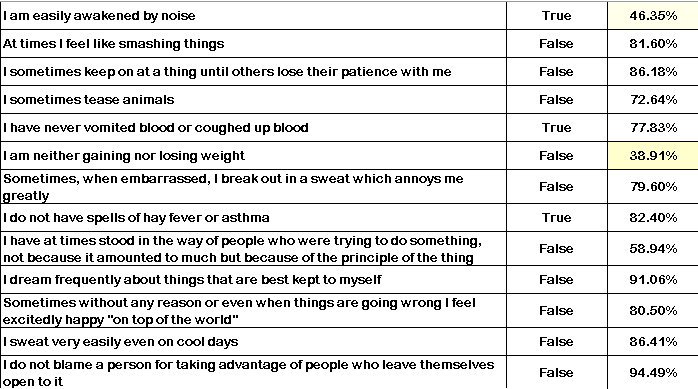 I am easily awakened by noise True 46.35%
At times I feel like smashing things False 81.60%
I sometimes keep on at a thing until others lose their patience with me False 86.18%
I sometimes tease animals False 72.64%
I have never vomited blood or coughed up blood True 77.83%
I am neither gaining nor losing weight False 38.91%
Sometimes, when embarrassed, I break out in a sweat which annoys me
greatly False 79.60%
I do not have spells of hay fever or asthma True 82.40%
I have at times stood in the way of people who were trying to do something,
not because it amounted to much but because of the principle of the thing False 58.94%
I dream frequently about things that are best kept to myself False 91.06%
Sometimes without any reason or even when things are going wrong I feel
excitedly happy "on top of the world" False 80.50%
I sweat very easily even on cool days False 86.41%
I do not blame a person for taking advantage of people who leave themselves
open to it False 94.49%